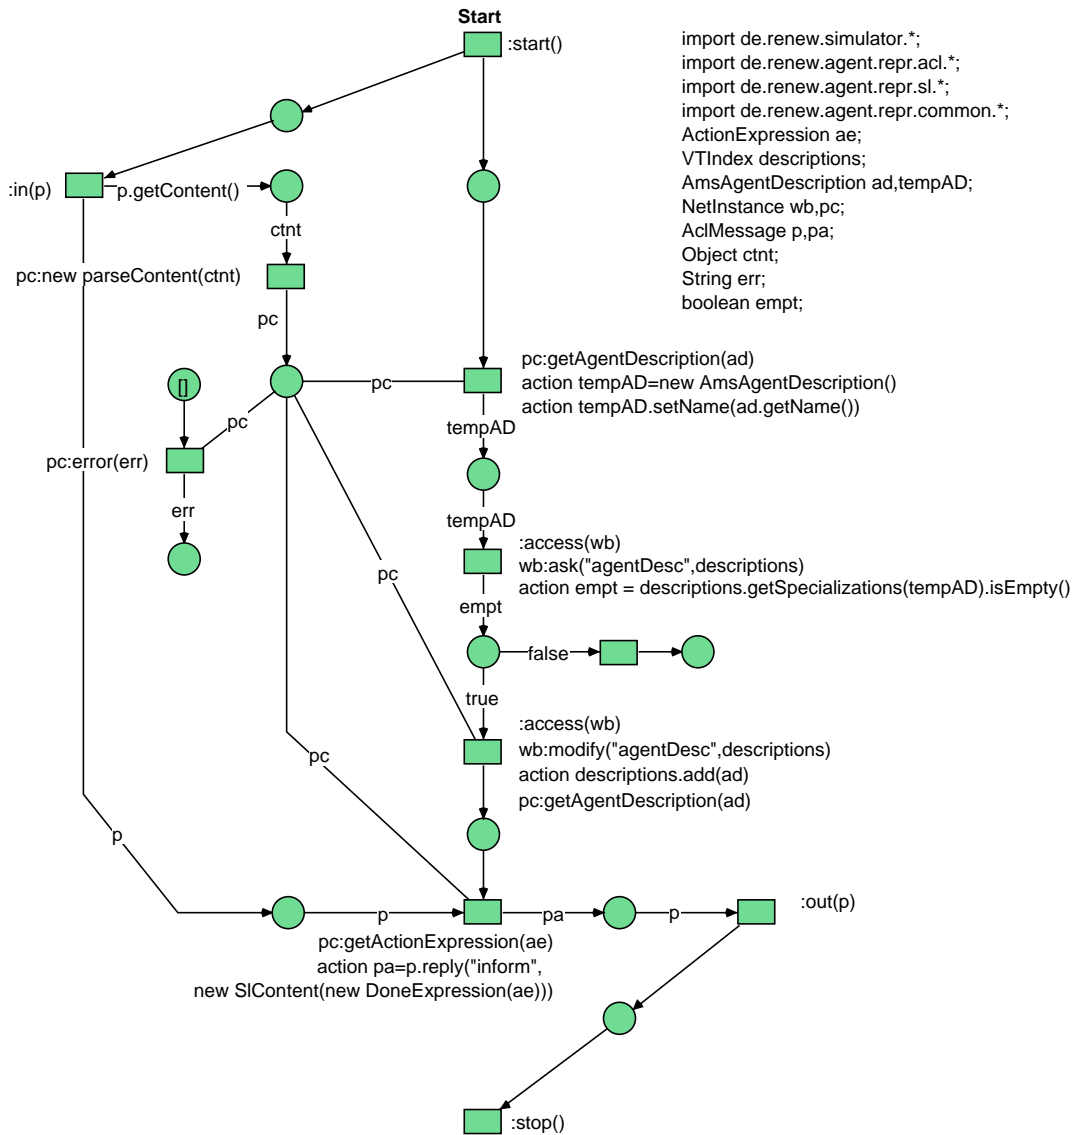 Start
:start()
import de.renew.simulator.*;
import de.renew.agent.repr.acl.*;
import de.renew.agent.repr.sl.*;
import de.renew.agent.repr.common.*;
ActionExpression ae;
VTIndex descriptions;
AmsAgentDescription ad,tempAD;
NetInstance wb,pc;
AclMessage p,pa;
Object ctnt;
String err;
boolean empt;
:in(p)
p.getContent()
ctnt
pc:new parseContent(ctnt)
pc
pc:getAgentDescription(ad)
action tempAD=new AmsAgentDescription()
action tempAD.setName(ad.getName())
pc
[]
pc
tempAD
pc:error(err)
err
tempAD
:access(wb)
wb:ask("agentDesc",descriptions)
action empt = descriptions.getSpecializations(tempAD).isEmpty()
pc
empt
false
true
:access(wb)
wb:modify("agentDesc",descriptions)
action descriptions.add(ad)
pc:getAgentDescription(ad)
pc
p
p
pa
p
:out(p)
pc:getActionExpression(ae)
action pa=p.reply("inform",
new SlContent(new DoneExpression(ae)))
:stop()